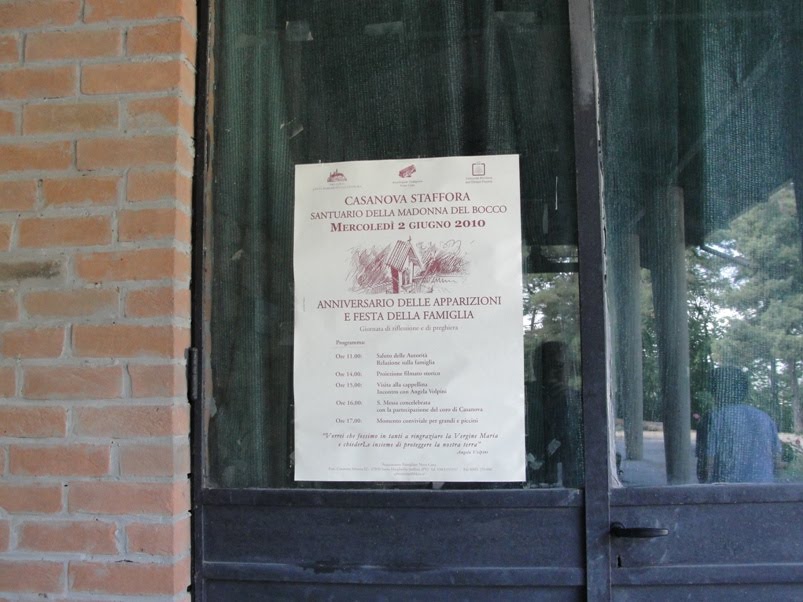 CASANOVA STAFFORA
SANTUARIO DELLA MADONNA DEL BOCCO
MERCOLEDÌ 2 GIUGNO 2010
ANNIVERSARIO DELLE APPARIZIONI
E FESTA DELLA FAMIGLIA
Giornata di riflessione e di preghiera
Programma
Ore 11.00: Saluto delle Autorità
Relazione sulla famiglia
Ore 14.00: Proiezione filmato storico
Ore 15.00: Visita alla cappellina
Incontro con Angela Volpini
Ore 16.00: S. Messa concelebrata
con la partecipazione del coro di Casanova
Ore 17.00: Momento conviviale per grandi e piccini
"Vorrei che fossimo in tanti a ringraziare la Vergine Maria
e chiederLa insieme di proteggere la nostra terra"
Angela Volpini